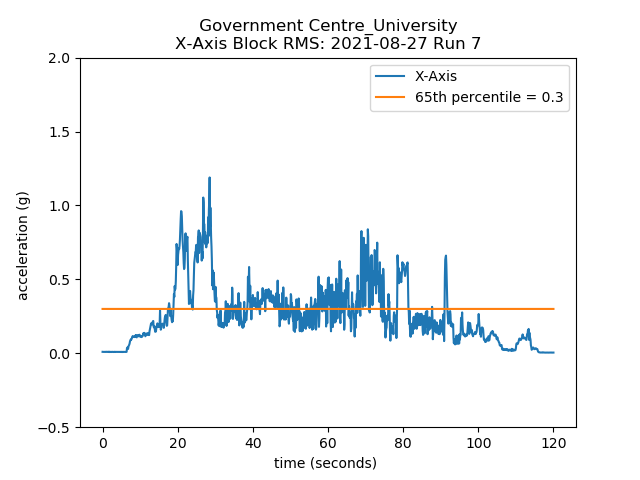 Government Centre_University
X-Axis Block RMS: 2021-08-27 Run 7
X-Axis
65th percentile = 0.3
acceleration (g)
2.0
1.5
1.0
0.5
0.0
−0.5
0 20 40 60 80 100 120
time (seconds)